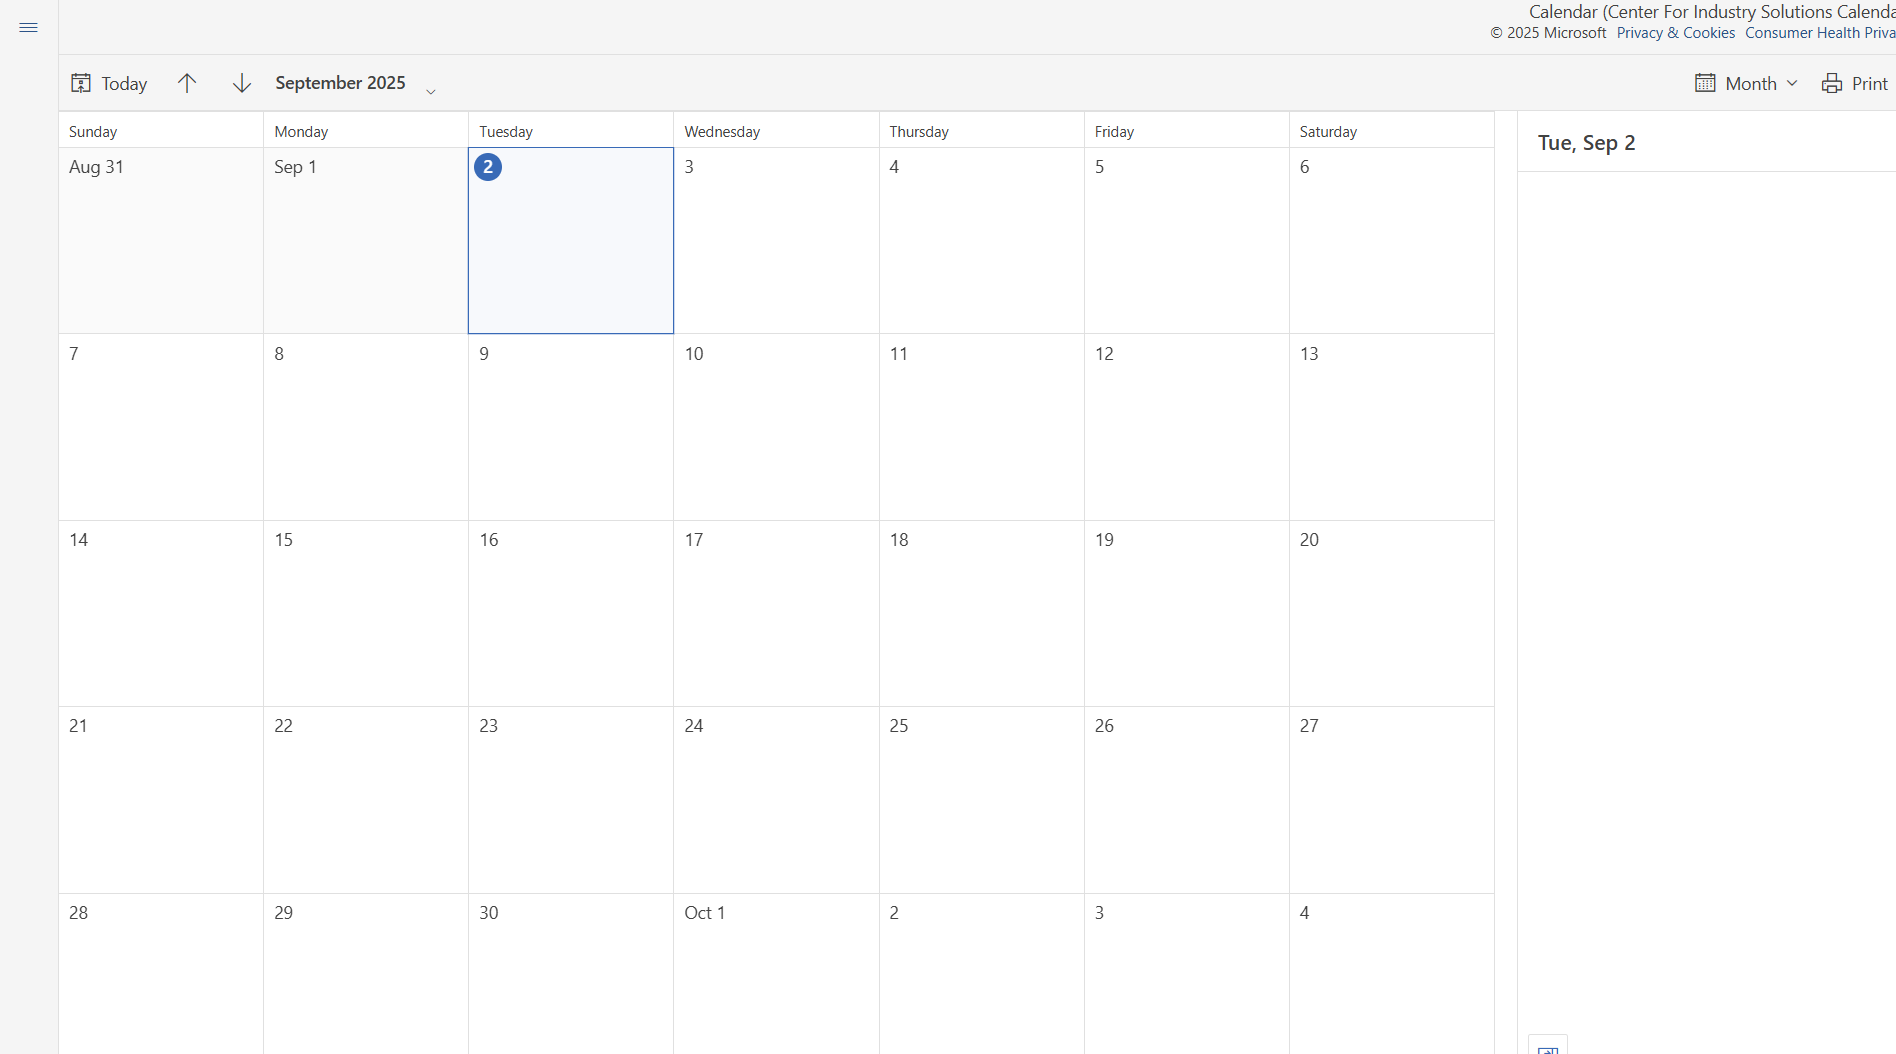 Calendar (Center For Industry Solutions Calenda
© 2025 Microsoft Privacy & Cookies Consumer Health Priva
Today September 2025 Month Print
Sunday Monday Tuesday Wednesday Thursday Friday Saturday
Tue, Sep 2
Aug 31 Sep 1 2 3 4 5 6
7 8 9 10 11 12 13
14 15 16 17 18 19 20
21 22 23 24 25 26 27
28 29 30 Oct 1 2 3 4